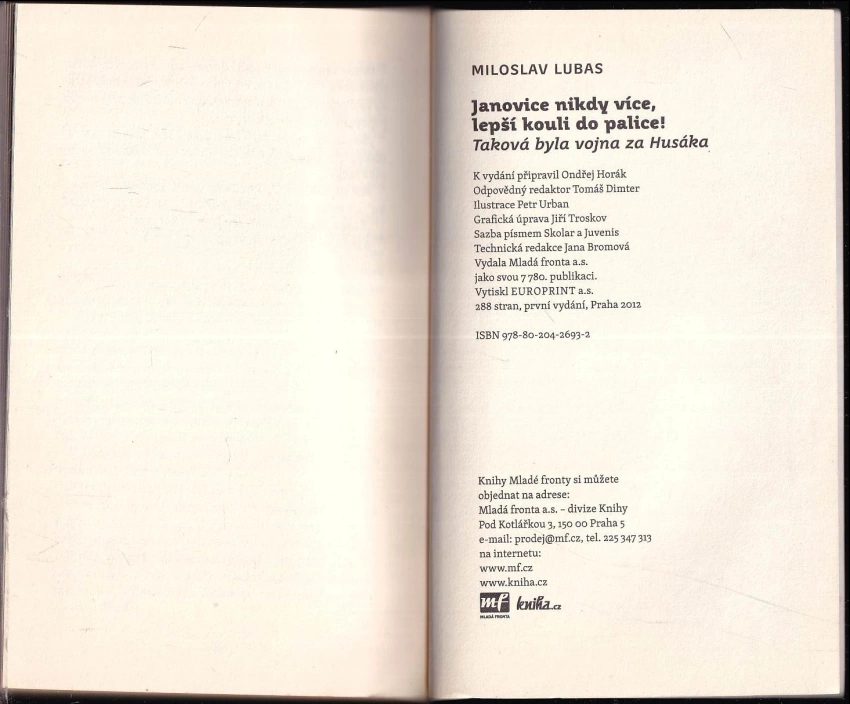 MILOSLAV LUBAS
Janovice nikdy více,
lepší kouli do palice!
Taková byla vojna za Husáka
K vydání připravil Ondřej Horák
Odpovědný redaktor Tomáš Dimter
Ilustrace Petr Urban
Grafická úprava Jiří Troskov
Sazba písmem Skolar a Juvenis
Technická redakce Jana Bromová
Vydala Mladá fronta a.s.
jako svou 7 780. publikaci.
Vytiskl EUROPRINT a.s.
288 stran, první vydání, Praha 2012
ISBN 978-80-204-2693-2
Knihy Mladé fronty si můžete
objednat na adrese:
Mladá fronta a.s. – divize Knihy
Pod Kotlářkou 3, 150 00 Praha 5
e-mail: prodej@mf.cz, tel. 225 347 313
na internetu:
www.mf.cz
www.kniha.cz
mf kniha.cz
MLADÁ FRONTA